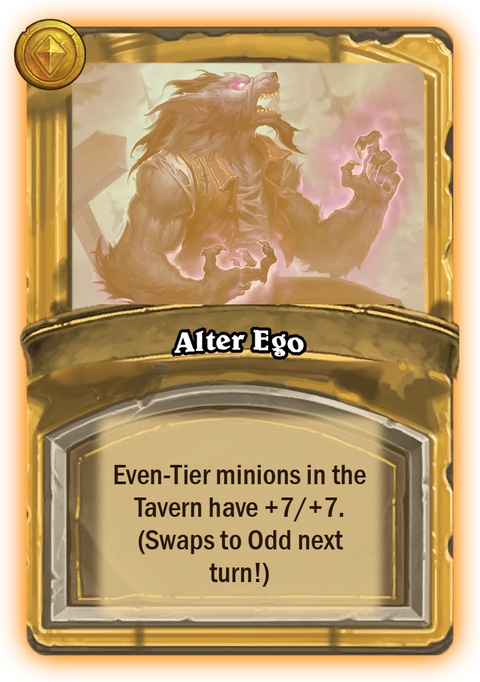 Alter Ego
Even-Tier minions in the
Tavern have +7/+7.
(Swaps to Odd next
turn!)